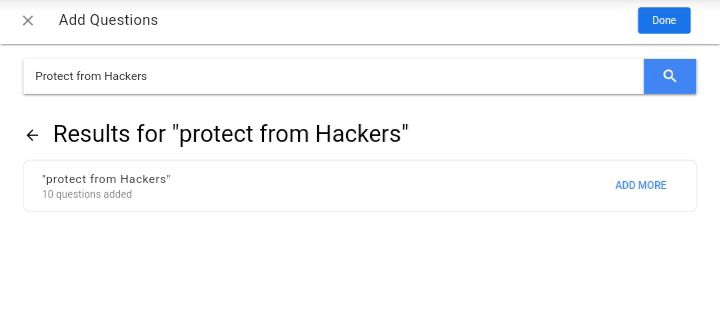 Add Questions
Done
Protect from Hackers
Results for "protect from Hackers"
"protect from Hackers"
10 questions added
ADD MORE